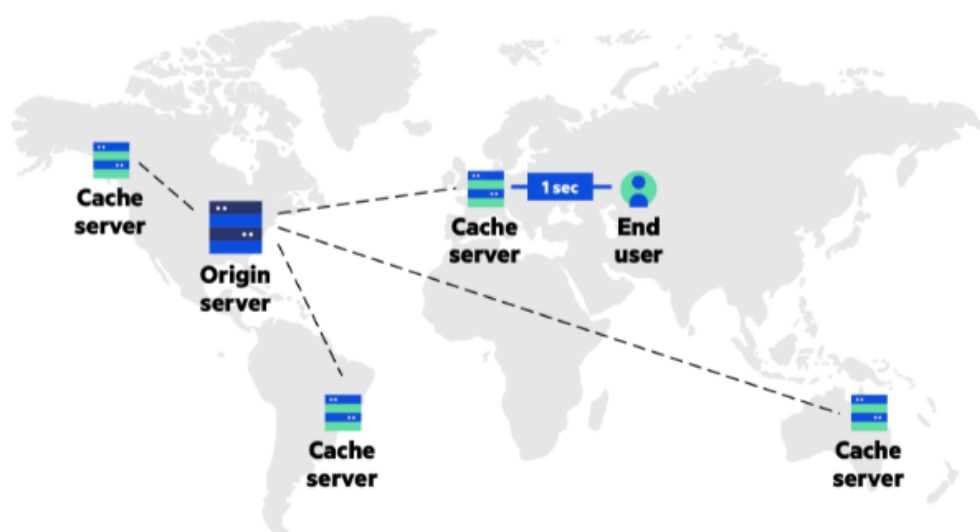 Cache
server
Origin
server
Cache
server
1 sec
End
user
Cache
server
Cache
server